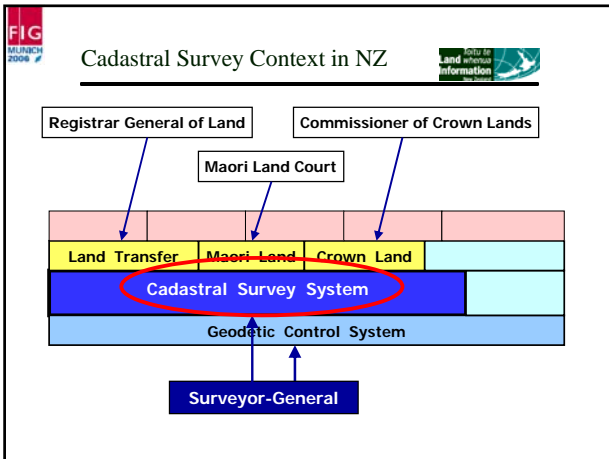 FIG
MUNICH
2006
Cadastral Survey Context in NZ
Toitu te
Land whenua
Information
New Zealand
Registrar General of Land
Commissioner of Crown Lands
Maori Land Court
Land Transfer
Maori Land
Crown Land
Cadastral Survey System
Geodetic Control System
Surveyor-General